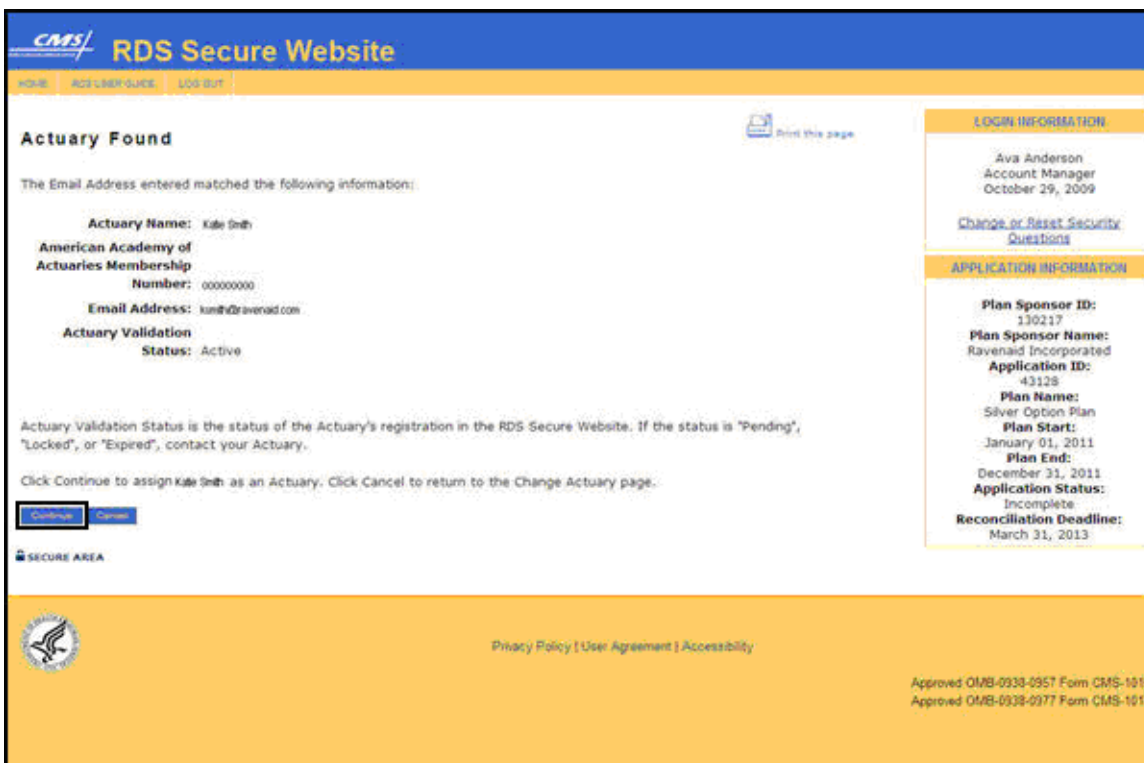 CMS/
RDS Secure Website
HOME RDS USER GUIDE LOG OUT
Actuary Found
Print this page
The Email Address entered matched the following information:
Actuary Name: Katie Smith
American Academy of
Actuaries Membership
Number: 000000000
Email Address: ksmith@ravenaid.com
Actuary Validation
Status: Active
Actuary Validation Status is the status of the Actuary's registration in the RDS Secure Website. If the status is "Pending",
"Locked", or "Expired", contact your Actuary.
Click Continue to assign Katie Smith as an Actuary. Click Cancel to return to the Change Actuary page.
Continue Cancel
SECURE AREA
LOGIN INFORMATION
Ava Anderson
Account Manager
October 29, 2009
Change or Reset Security
Questions
APPLICATION INFORMATION
Plan Sponsor ID:
130217
Plan Sponsor Name:
Ravenaid Incorporated
Application ID:
43128
Plan Name:
Silver Option Plan
Plan Start:
January 01, 2011
Plan End:
December 31, 2011
Application Status:
Incomplete
Reconciliation Deadline:
March 31, 2013
Privacy Policy | User Agreement | Accessibility
Approved OMB-0938-0957 Form CMS-101
Approved OMB-0938-0977 Form CMS-101